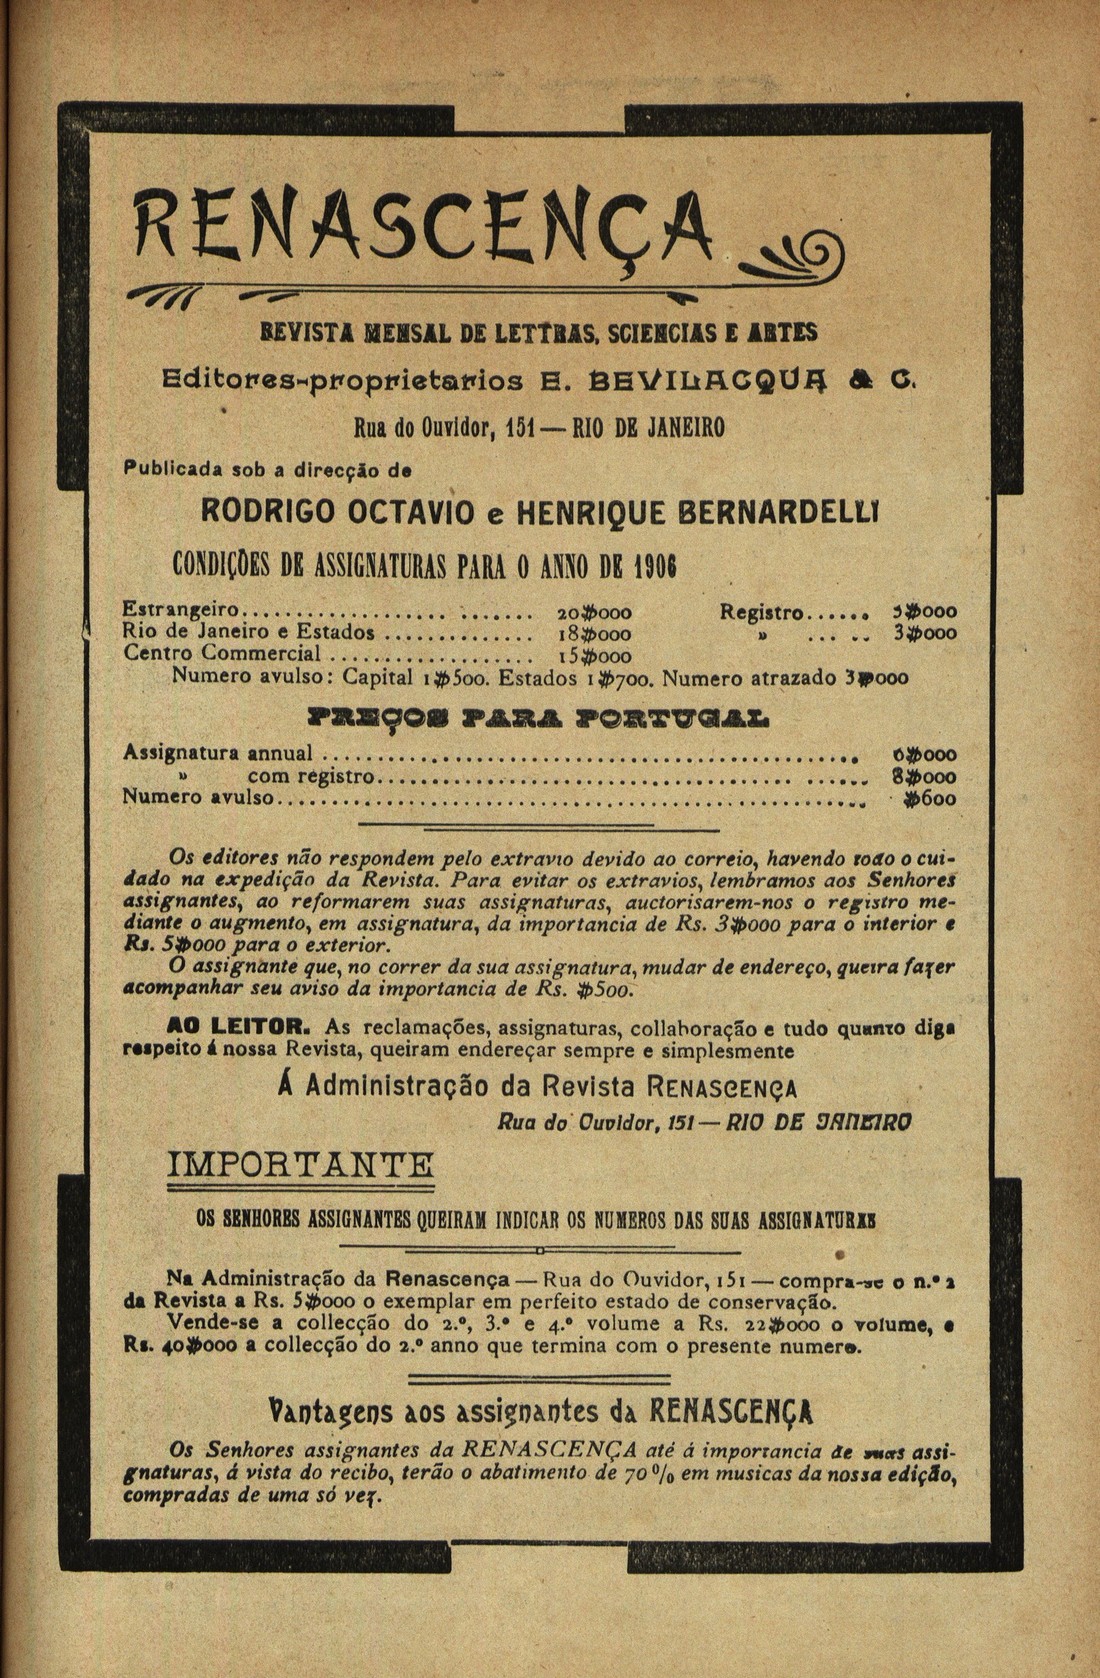 RENASCENÇA
REVISTA MENSAL DE LETTRAS, SCIENCIAS E ARTES
Editores-proprietarios E. BEVILACQUA & C.
Rua do Ouvidor, 151 — RIO DE JANEIRO
Publicada sob a direcção de
RODRIGO OCTAVIO e HENRIQUE BERNARDELLI
CONDIÇÕES DE ASSIGNATURAS PARA O ANNO DE 1906
Estrangeiro...................... 20$000 Registro...... 5$000
Rio de Janeiro e Estados .............. 18$000 » ... .. 3$000
Centro Commercial ................... 15$000
Numero avulso: Capital 1$500. Estados 1$700. Numero atrazado 3$000
PREÇOS PARA PORTUGAL
Assignatura annual ........................................ 6$000
» com registro..................................... 8$000
Numero avulso............................................ $600
Os editores não respondem pelo extravio devido ao correio, havendo todo o cui-
dado na expedição da Revista. Para evitar os extravios, lembramos aos Senhores
assignantes, ao reformarem suas assignaturas, auctorisarem-nos o registro me-
diante o augmento, em assignatura, da importancia de Rs. 3$000 para o interior e
Rs. 5$000 para o exterior.
O assignante que, no correr da sua assignatura, mudar de endereço, queira fazer
acompanhar seu aviso da importancia de Rs. $500.
AO LEITOR. As reclamações, assignaturas, collaboração e tudo quanto diga
respeito á nossa Revista, queiram endereçar sempre e simplesmente
Á Administração da Revista RENASCENÇA
Rua do Ouvidor, 151 — RIO DE JANEIRO
IMPORTANTE
OS SENHORES ASSIGNANTES QUEIRAM INDICAR OS NUMEROS DAS SUAS ASSIGNATURAS
Na Administração da Renascença — Rua do Ouvidor, 151 — compra-se o n.º 2
da Revista a Rs. 5$000 o exemplar em perfeito estado de conservação.
Vende-se a collecção do 2.º, 3.º e 4.º volume a Rs. 22$000 o volume, e
Rs. 40$000 a collecção do 2.º anno que termina com o presente numero.
Vantagens aos assignantes da RENASCENÇA
Os Senhores assignantes da RENASCENÇA até á importancia de suas assi-
gnaturas, á vista do recibo, terão o abatimento de 70 % em musicas da nossa edição,
compradas de uma só vez.